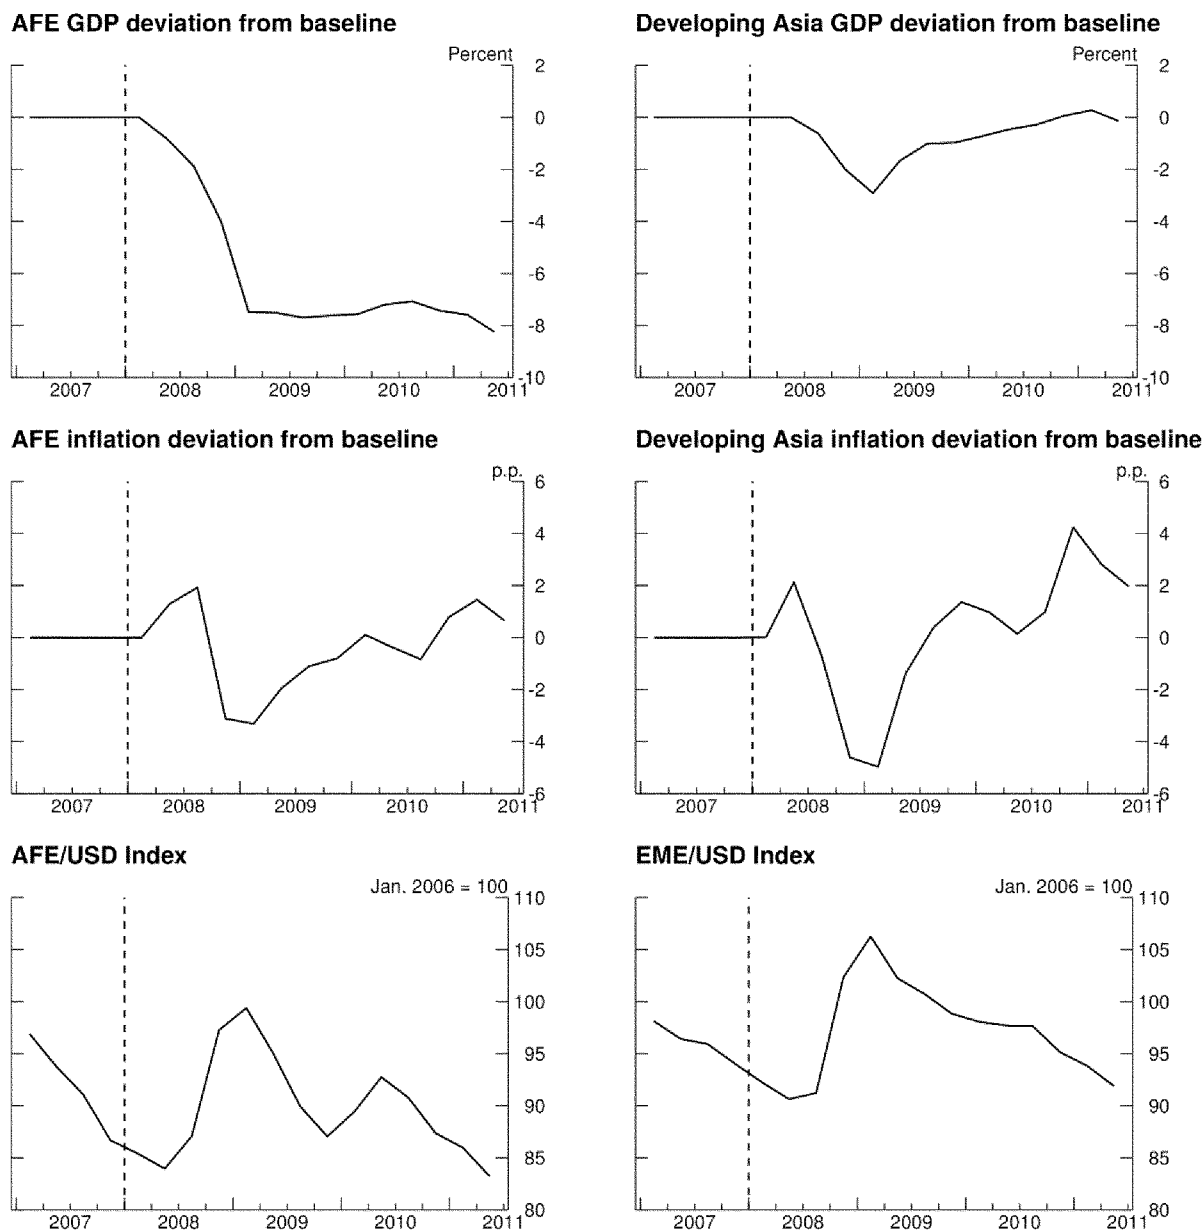 AFE GDP deviation from baseline
Percent
2
0
-2
-4
-6
-8
-10
2007 2008 2009 2010 2011
Developing Asia GDP deviation from baseline
Percent
2
0
-2
-4
-6
-8
-10
2007 2008 2009 2010 2011
AFE inflation deviation from baseline
p.p.
6
4
2
0
-2
-4
-6
2007 2008 2009 2010 2011
Developing Asia inflation deviation from baseline
p.p.
6
4
2
0
-2
-4
-6
2007 2008 2009 2010 2011
AFE/USD Index
Jan. 2006 = 100
110
105
100
95
90
85
80
2007 2008 2009 2010 2011
EME/USD Index
Jan. 2006 = 100
110
105
100
95
90
85
80
2007 2008 2009 2010 2011